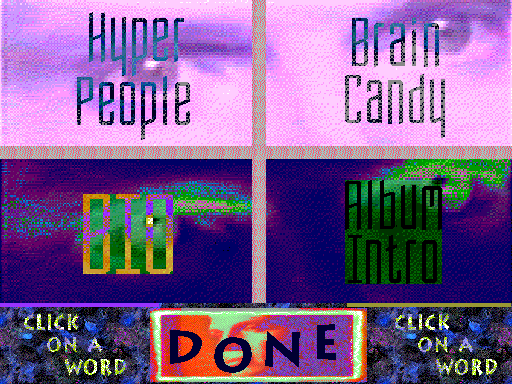 Hyper
People
Brain
Candy
BIO
Album
Intro
CLICK
ON A
WORD
DONE
CLICK
ON A
WORD